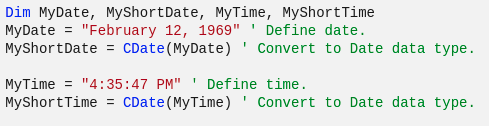 Dim MyDate, MyShortDate, MyTime, MyShortTime
MyDate = "February 12, 1969" ' Define date.
MyShortDate = CDate(MyDate) ' Convert to Date data type.

MyTime = "4:35:47 PM" ' Define time.
MyShortTime = CDate(MyTime) ' Convert to Date data type.